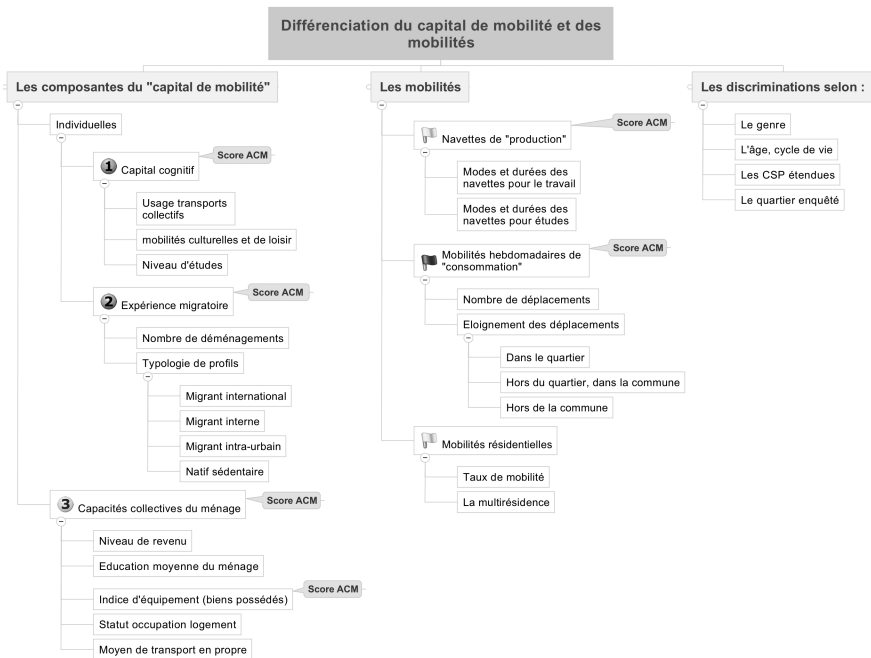 Différenciation du capital de mobilité et des
mobilités
Les composantes du "capital de mobilité"
Individuelles
Score ACM
1 Capital cognitif
Usage transports
collectifs
mobilités culturelles et de loisir
Niveau d'études
Score ACM
2 Expérience migratoire
Nombre de déménagements
Typologie de profils
Migrant international
Migrant interne
Migrant intra-urbain
Natif sédentaire
Score ACM
3 Capacités collectives du ménage
Niveau de revenu
Education moyenne du ménage
Score ACM
Indice d'équipement (biens possédés)
Statut occupation logement
Moyen de transport en propre
Les mobilités
Score ACM
Navettes de "production"
Modes et durées des
navettes pour le travail
Modes et durées des
navettes pour études
Score ACM
Mobilités hebdomadaires de
"consommation"
Nombre de déplacements
Eloignement des déplacements
Dans le quartier
Hors du quartier, dans la commune
Hors de la commune
Mobilités résidentielles
Taux de mobilité
La multirésidence
Les discriminations selon :
Le genre
L'âge, cycle de vie
Les CSP étendues
Le quartier enquêté